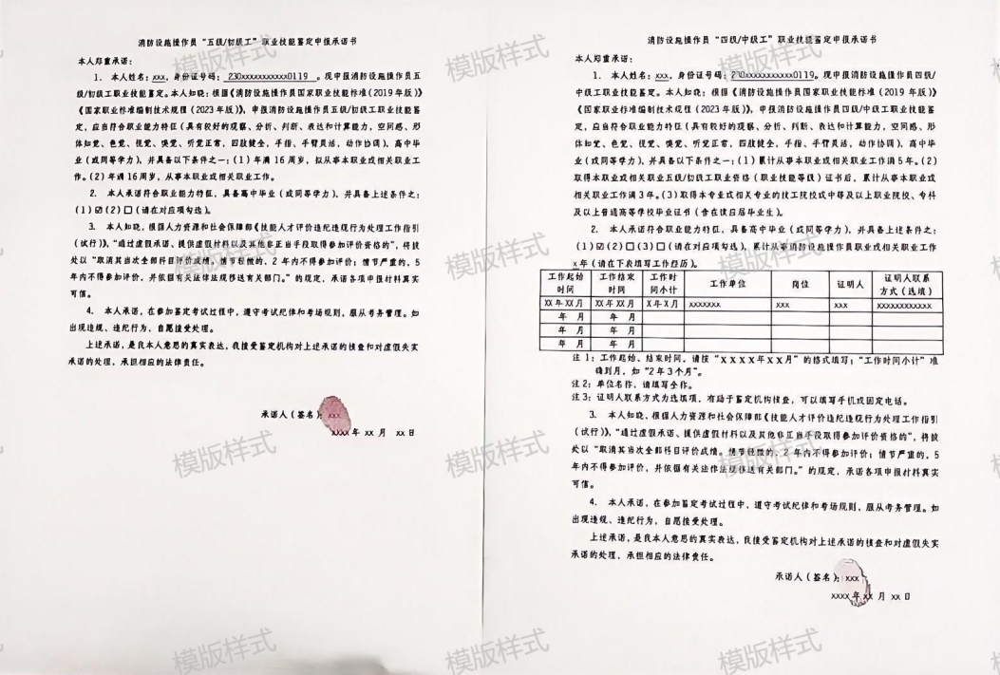 消防设施操作员“五级/初级工”职业技能鉴定申报承诺书
本人郑重承诺：
1. 本人姓名：xxx，身份证号码：230xxxxxxxxxxx0119 。现申报消防设施操作员五
级/初级工职业技能鉴定。本人知晓：根据《消防设施操作员国家职业技能标准（2019年版）》
《国家职业标准编制技术规程（2023年版）》，申报消防设施操作员五级/初级工职业技能鉴
定，应当符合职业能力特征（具有较好的观察、分析、判断、表达和计算能力，空间感、形
体知觉、色觉、视觉、嗅觉、听觉正常，四肢健全，手指、手臂灵活，动作协调）、高中毕
业（或同等学力），并具备以下条件之一：（1）年满16周岁，拟从事本职业或相关职业工
作。（2）年满16周岁，从事本职业或相关职业工作。
2. 本人承诺符合职业能力特征，具备高中毕业（或同等学力），并具备上述条件之：
（1）☑（2）□（请在对应项勾选）。
3. 本人知晓，根据人力资源和社会保障部《技能人才评价违纪违规行为处理工作指引
（试行）》，“通过虚假承诺、提供虚假材料以及其他非正当手段取得参加评价资格的”，将被
处以“取消其当次全部科目评价成绩。情节轻微的，2年内不得参加评价；情节严重的，5
年内不得参加评价，并依据有关法律法规移送有关部门。”的规定，承诺各项申报材料真实
可信。
4. 本人承诺，在参加鉴定考试过程中，遵守考试纪律和考场规则，服从考务管理。如
出现违规、违纪行为，自愿接受处理。
上述承诺，是我本人意思的真实表达，我接受鉴定机构对上述承诺的核查和对虚假失实
承诺的处理，承担相应的法律责任。
承诺人（签名）：xxx
xxxx年 xx 月 xx 日
消防设施操作员“四级/中级工”职业技能鉴定申报承诺书
本人郑重承诺：
1. 本人姓名：xxx，身份证号码：230xxxxxxxxxxx0119。现申报消防设施操作员四级/
中级工职业技能鉴定。本人知晓：根据《消防设施操作员国家职业技能标准（2019年版）》
《国家职业标准编制技术规程（2023年版）》，申报消防设施操作员四级/中级工职业技能鉴
定，应当符合职业能力特征（具有较好的观察、分析、判断、表达和计算能力，空间感、形
体知觉、色觉、视觉、嗅觉、听觉正常，四肢健全，手指、手臂灵活，动作协调）、高中毕
业（或同等学力），并具备以下条件之一：（1）累计从事本职业或相关职业工作满5年。（2）
取得本职业或相关职业五级/初级工职业资格（职业技能等级）证书后，累计从事本职业或
相关职业工作满3年。（3）取得本专业或相关专业的技工院校或中等及以上职业院校、专科
及以上普通高等学校毕业证书（含在读应届毕业生）。
2. 本人承诺符合职业能力特征，具备高中毕业（或同等学力），并具备上述条件之：
（1）☑（2）□（3）□（请在对应项勾选），累计从事消防设施操作员职业或相关职业工作
x年（请在下表填写工作经历）。
工作起始时间 工作结束时间 工作时间小计 工作单位 岗位 证明人 证明人联系方式（选填）
XX年XX月 XX年XX月 X年X月 xxxxxxx xxx xxx xxxxxxxxxxxx
年 月 年 月
年 月 年 月
年 月 年 月
注1：工作起始、结束时间，请按“XXXX年XX月”的格式填写；“工作时间小计”准
确到月，如“2年3个月”。
注2：单位名称，请填写全称。
注3：证明人联系方式为选填项，有助于鉴定机构核查，可以填写手机或固定电话。
3. 本人知晓，根据人力资源和社会保障部《技能人才评价违纪违规行为处理工作指引
（试行）》，“通过虚假承诺、提供虚假材料以及其他非正当手段取得参加评价资格的”，将被
处以“取消其当次全部科目评价成绩。情节轻微的，2年内不得参加评价；情节严重的，5
年内不得参加评价，并依据有关法律法规移送有关部门。”的规定，承诺各项申报材料真实
可信。
4. 本人承诺，在参加鉴定考试过程中，遵守考试纪律和考场规则，服从考务管理。如
出现违规、违纪行为，自愿接受处理。
上述承诺，是我本人意思的真实表达，我接受鉴定机构对上述承诺的核查和对虚假失实
承诺的处理，承担相应的法律责任。
承诺人（签名）：xxx
xxxx年 xx 月 xx 日
模版样式
模版样式
模版样式
模版样式
模版样式
模版样式
模版样式
模版样式
模版样式
模版样式
模版样式
模版样式